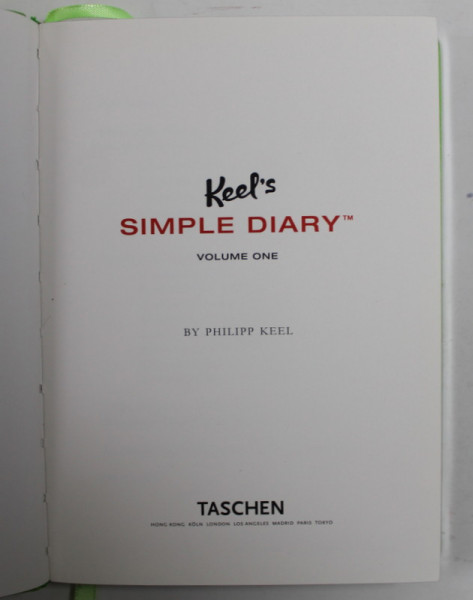 Keel's
SIMPLE DIARY™
VOLUME ONE
BY PHILIPP KEEL
TASCHEN
HONG KONG KÖLN LONDON LOS ANGELES MADRID PARIS TOKYO